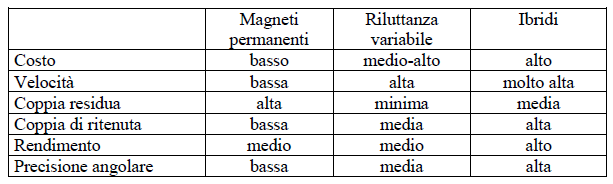 Magneti permanenti | Riluttanza variabile | Ibridi
Costo | basso | medio-alto | alto
Velocità | bassa | alta | molto alta
Coppia residua | alta | minima | media
Coppia di ritenuta | bassa | media | alta
Rendimento | medio | medio | alto
Precisione angolare | bassa | media | alta